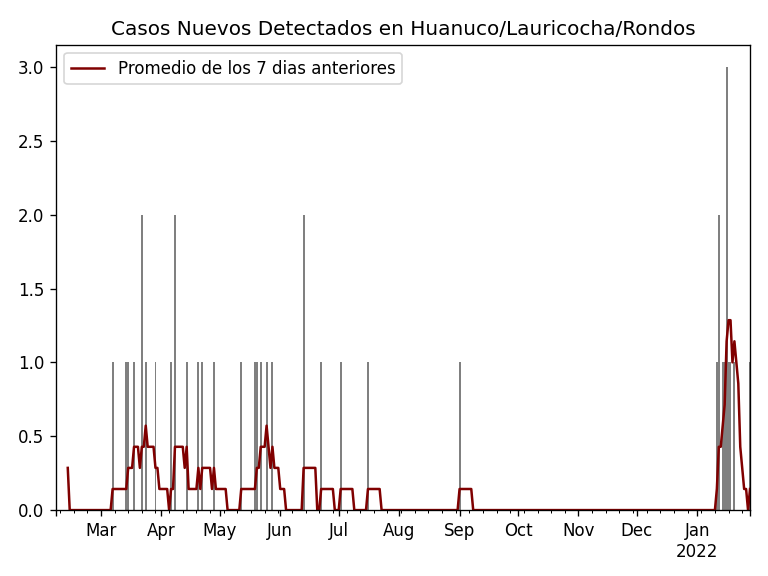 Casos Nuevos Detectados en Huanuco/Lauricocha/Rondos
Promedio de los 7 dias anteriores
3.0
2.5
2.0
1.5
1.0
0.5
0.0
Mar Apr May Jun Jul Aug Sep Oct Nov Dec Jan
2022